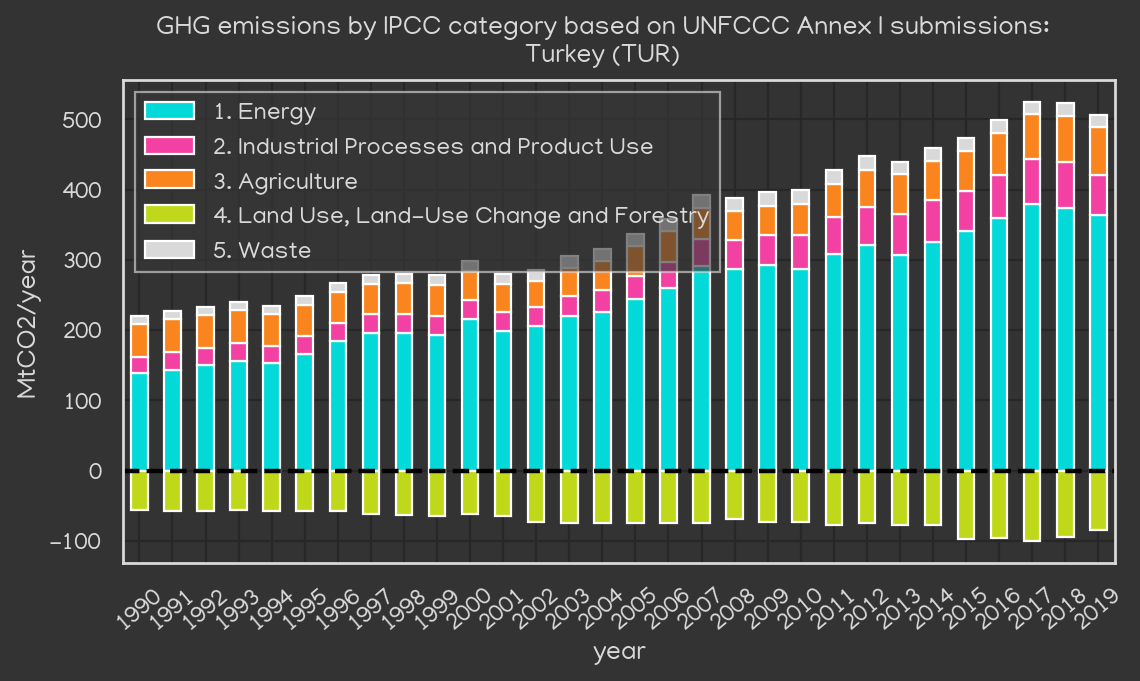 GHG emissions by IPCC category based on UNFCCC Annex I submissions:
Turkey (TUR)
1. Energy
2. Industrial Processes and Product Use
3. Agriculture
4. Land Use, Land-Use Change and Forestry
5. Waste
MtCO2/year
500
400
300
200
100
0
-100
1990 1991 1992 1993 1994 1995 1996 1997 1998 1999 2000 2001 2002 2003 2004 2005 2006 2007 2008 2009 2010 2011 2012 2013 2014 2015 2016 2017 2018 2019
year